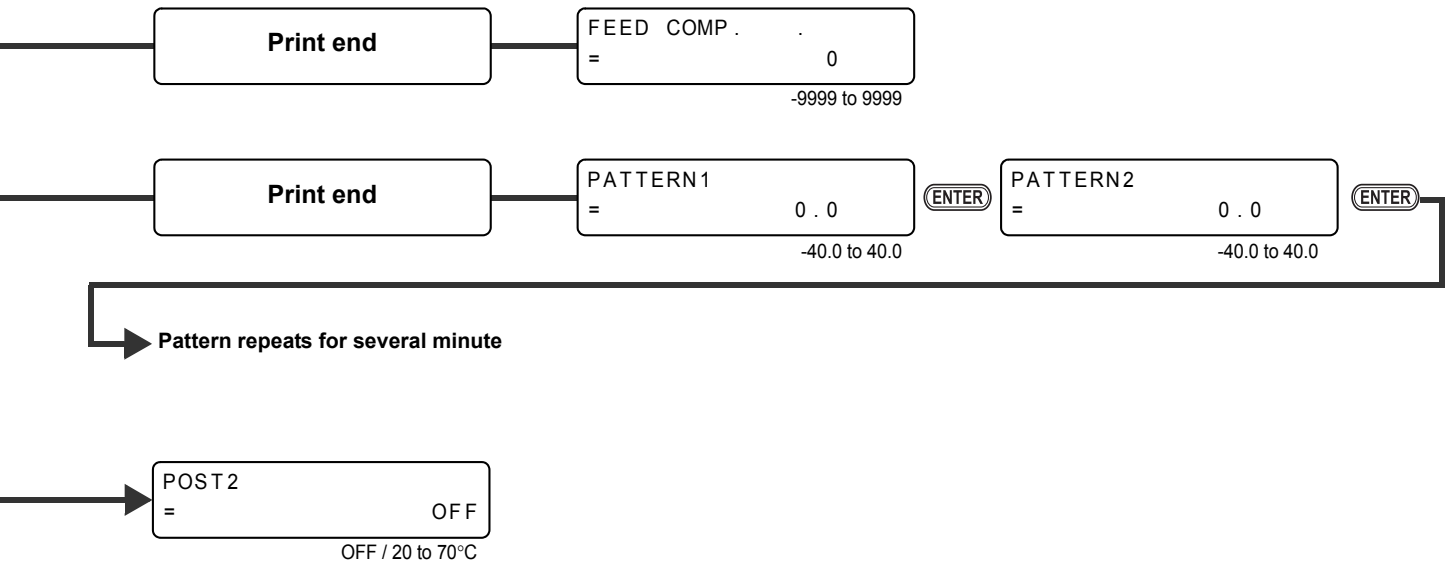 Print end
FEED COMP. .
= 0
-9999 to 9999
Print end
PATTERN1
= 0.0
-40.0 to 40.0
ENTER
PATTERN2
= 0.0
-40.0 to 40.0
ENTER
Pattern repeats for several minute
POST2
= OFF
OFF / 20 to 70°C